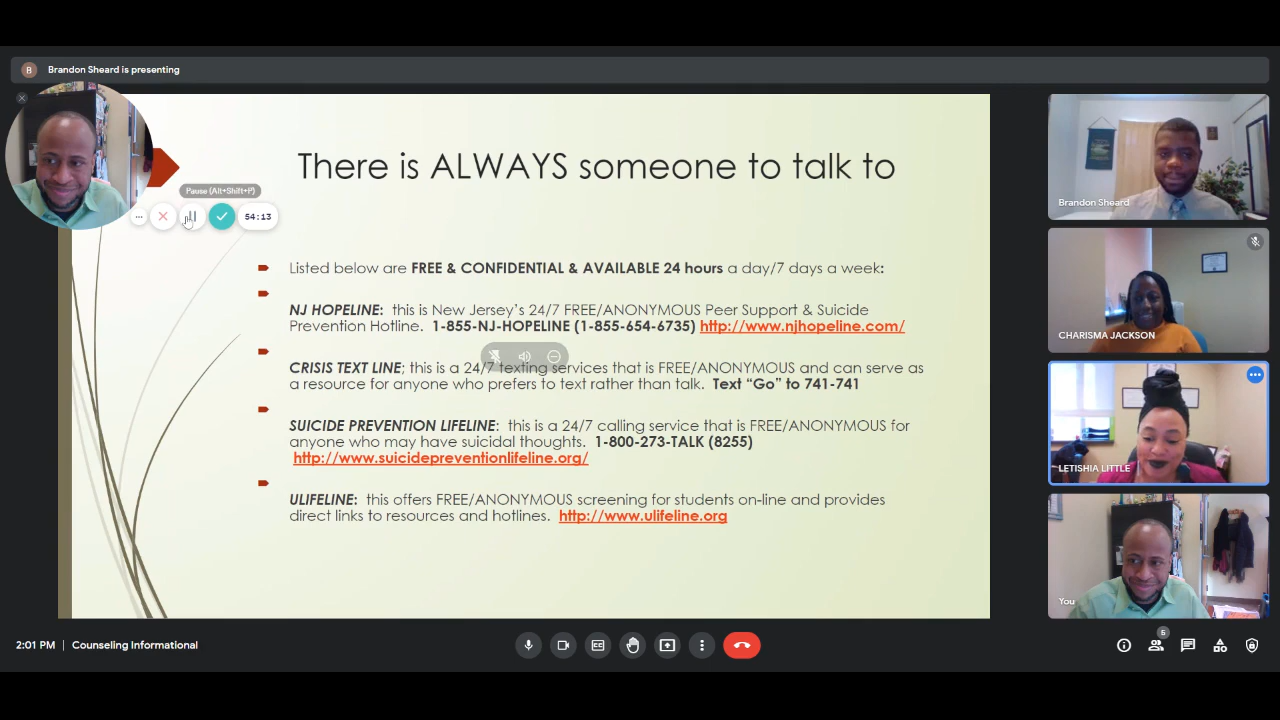 B Brandon Sheard is presenting
There is ALWAYS someone to talk to
Pause (Alt+Shift+P)
54:13
Listed below are FREE & CONFIDENTIAL & AVAILABLE 24 hours a day/7 days a week:
NJ HOPELINE: this is New Jersey's 24/7 FREE/ANONYMOUS Peer Support & Suicide
Prevention Hotline. 1-855-NJ-HOPELINE (1-855-654-6735) http://www.njhopeline.com/
CRISIS TEXT LINE; this is a 24/7 texting services that is FREE/ANONYMOUS and can serve as
a resource for anyone who prefers to text rather than talk. Text “Go” to 741-741
SUICIDE PREVENTION LIFELINE: this is a 24/7 calling service that is FREE/ANONYMOUS for
anyone who may have suicidal thoughts. 1-800-273-TALK (8255)
http://www.suicidepreventionlifeline.org/
ULIFELINE: this offers FREE/ANONYMOUS screening for students on-line and provides
direct links to resources and hotlines. http://www.ulifeline.org
Brandon Sheard
CHARISMA JACKSON
LETISHIA LITTLE
You
2:01 PM | Counseling Informational
5